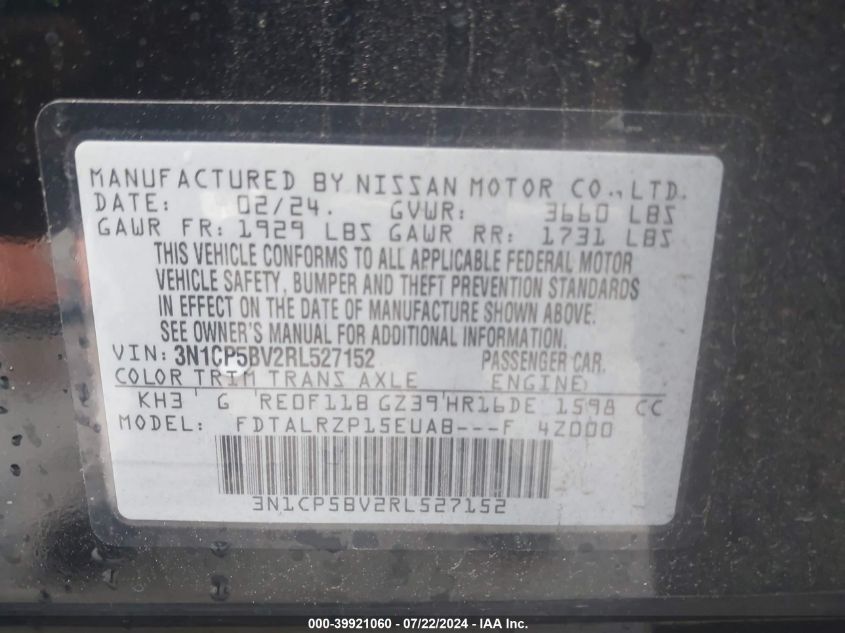 MANUFACTURED BY NISSAN MOTOR CO., LTD.
DATE: 02/24. GVWR: 3660 LBS
GAWR FR: 1929 LBS GAWR RR: 1731 LBS
THIS VEHICLE CONFORMS TO ALL APPLICABLE FEDERAL MOTOR
VEHICLE SAFETY, BUMPER AND THEFT PREVENTION STANDARDS
IN EFFECT ON THE DATE OF MANUFACTURE SHOWN ABOVE.
SEE OWNER'S MANUAL FOR ADDITIONAL INFORMATION.
VIN: 3N1CP5BV2RL527152 PASSENGER CAR.
COLOR TRIM TRANS AXLE ENGINE
KH3 G RE0F11B GZ39 HR16DE 1598 CC
MODEL: FDTALRZP15EUAB---F 4Z000
3N1CP5BV2RL527152
000-39921060 - 07/22/2024 - IAA Inc.